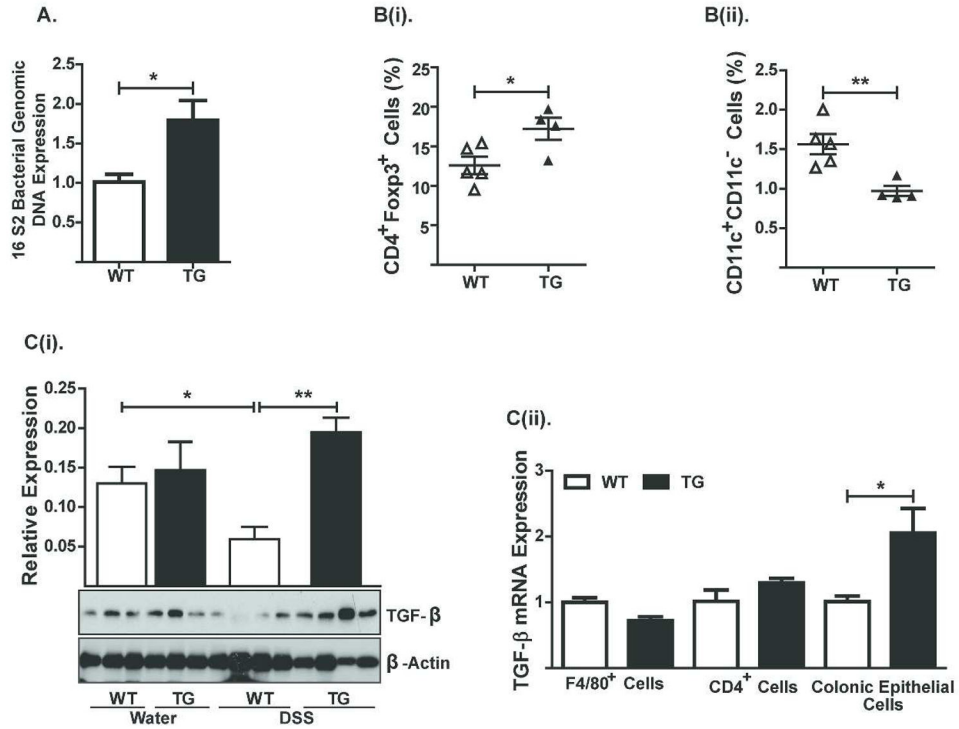 A.
16 S2 Bacterial Genomic
DNA Expression
2.5
2.0
1.5
1.0
0.5
*
WT
TG
B(i).
CD4+Foxp3+ Cells (%)
25
20
15
10
5
*
WT
TG
B(ii).
CD11c+CD11c- Cells (%)
2.5
2.0
1.5
1.0
0.5
**
WT
TG
C(i).
Relative Expression
0.25
0.20
0.15
0.10
0.05
*
**
TGF-β
β-Actin
WT TG WT TG
Water DSS
C(ii).
TGF-β mRNA Expression
3
2
1
WT TG
*
F4/80+ Cells CD4+ Cells Colonic Epithelial
Cells